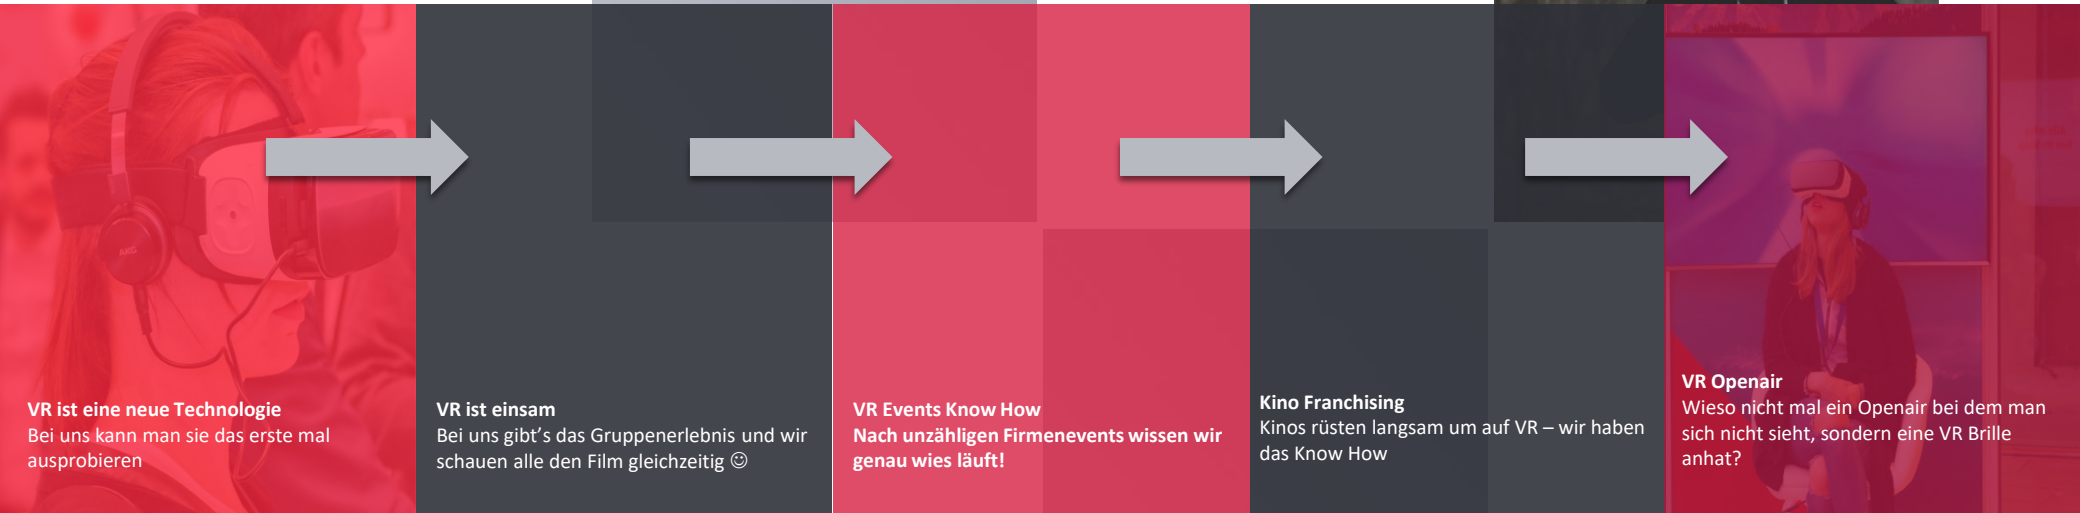 VR ist eine neue Technologie
Bei uns kann man sie das erste mal
ausprobieren
VR ist einsam
Bei uns gibt's das Gruppenerlebnis und wir
schauen alle den Film gleichzeitig ☺
VR Events Know How
Nach unzähligen Firmenevents wissen wir
genau wies läuft!
Kino Franchising
Kinos rüsten langsam um auf VR – wir haben
das Know How
VR Openair
Wieso nicht mal ein Openair bei dem man
sich nicht sieht, sondern eine VR Brille
anhat?
AKG